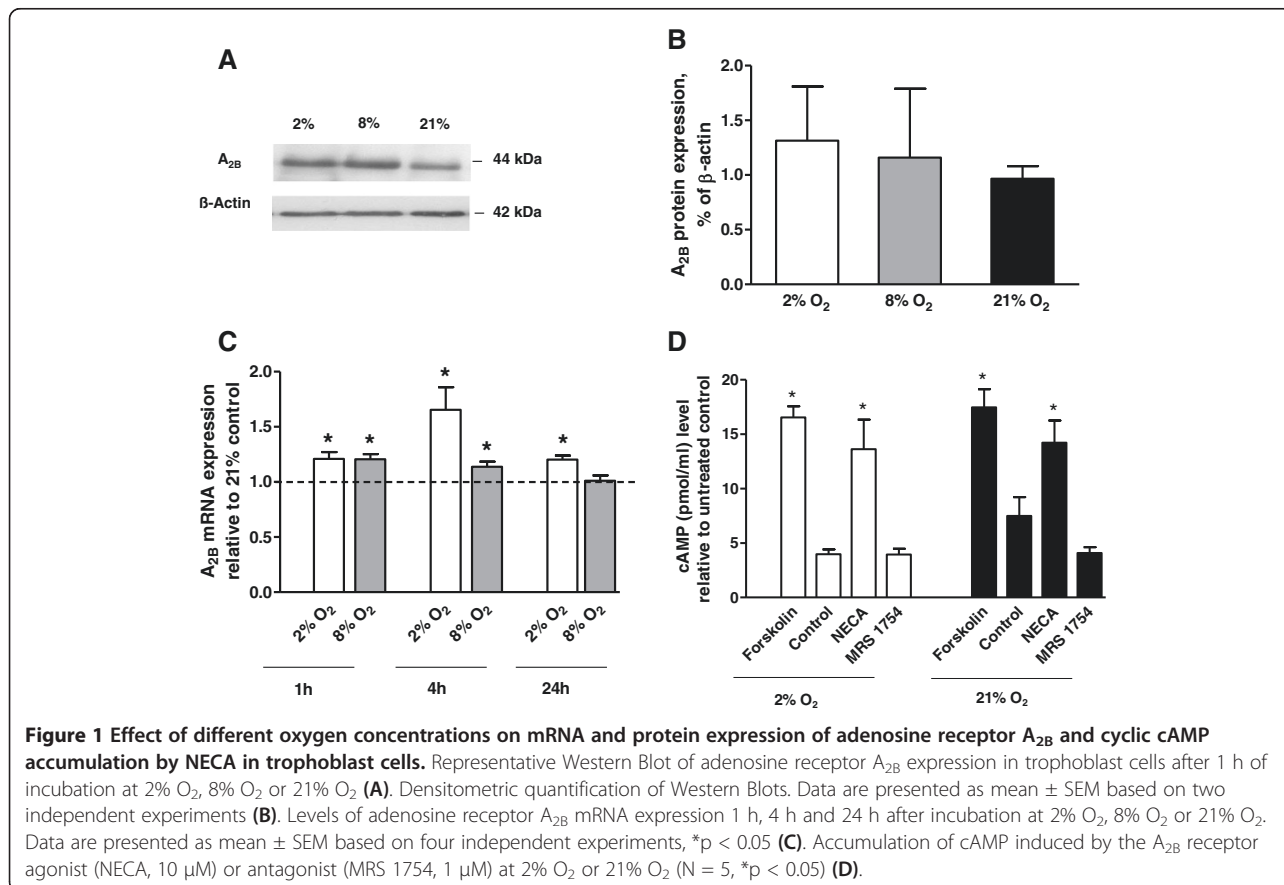 A
2% 8% 21%
A2B – 44 kDa
ß-Actin – 42 kDa
B
A2B protein expression,
% of β-actin
2.0
1.5
1.0
0.5
0.0
2% O2 8% O2 21% O2
C
A2B mRNA expression
relative to 21% control
2.0
1.5
1.0
0.5
0.0
* * * * *
2% O2 8% O2 2% O2 8% O2 2% O2 8% O2
1h 4h 24h
D
cAMP (pmol/ml) level
relative to untreated control
20
15
10
5
0
* * * *
Forskolin Control NECA MRS 1754 Forskolin Control NECA MRS 1754
2% O2 21% O2
Figure 1 Effect of different oxygen concentrations on mRNA and protein expression of adenosine receptor A2B and cyclic cAMP
accumulation by NECA in trophoblast cells. Representative Western Blot of adenosine receptor A2B expression in trophoblast cells after 1 h of
incubation at 2% O2, 8% O2 or 21% O2 (A). Densitometric quantification of Western Blots. Data are presented as mean ± SEM based on two
independent experiments (B). Levels of adenosine receptor A2B mRNA expression 1 h, 4 h and 24 h after incubation at 2% O2, 8% O2 or 21% O2.
Data are presented as mean ± SEM based on four independent experiments, *p < 0.05 (C). Accumulation of cAMP induced by the A2B receptor
agonist (NECA, 10 μM) or antagonist (MRS 1754, 1 μM) at 2% O2 or 21% O2 (N = 5, *p < 0.05) (D).